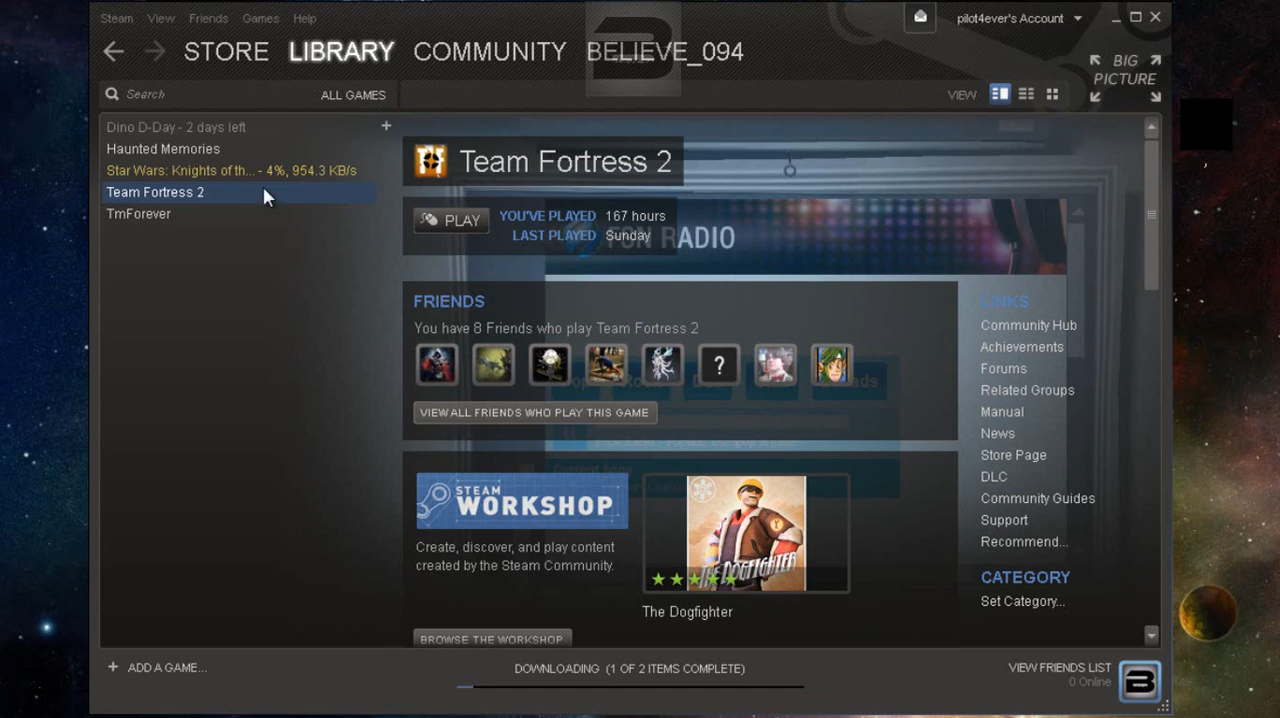 Steam View Friends Games Help
pilot4ever's Account
STORE LIBRARY COMMUNITY BELIEVE_094
BIG
PICTURE
Search
ALL GAMES
VIEW
Dino D-Day - 2 days left
Haunted Memories
Star Wars: Knights of th... - 4%, 954.3 KB/s
Team Fortress 2
TmForever
Team Fortress 2
PLAY
YOU'VE PLAYED 167 hours
LAST PLAYED Sunday
RADIO
FRIENDS
You have 8 Friends who play Team Fortress 2
?
VIEW ALL FRIENDS WHO PLAY THIS GAME
LINKS
Community Hub
Achievements
Forums
Related Groups
Manual
News
Store Page
DLC
Community Guides
Support
Recommend...
CATEGORY
Set Category...
STEAM
WORKSHOP
Create, discover, and play content
created by the Steam Community.
THE DOGFIGHTER
The Dogfighter
BROWSE THE WORKSHOP
+ ADD A GAME...
DOWNLOADING (1 OF 2 ITEMS COMPLETE)
VIEW FRIENDS LIST
0 Online